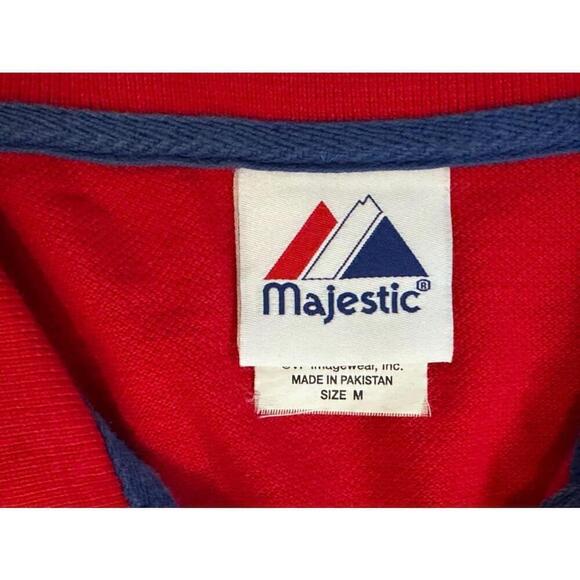 Majestic®
Imagewear, Inc.
MADE IN PAKISTAN
SIZE M